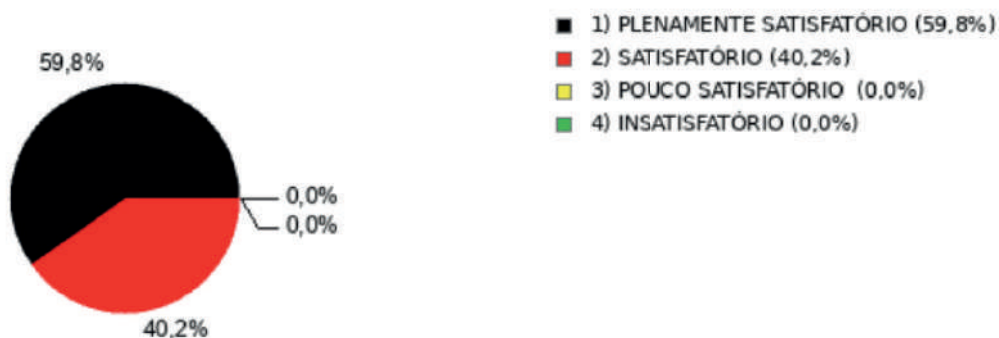 59,8%
0,0%
0,0%
40,2%
1) PLENAMENTE SATISFATÓRIO (59,8%)
2) SATISFATÓRIO (40,2%)
3) POUCO SATISFATÓRIO (0,0%)
4) INSATISFATÓRIO (0,0%)